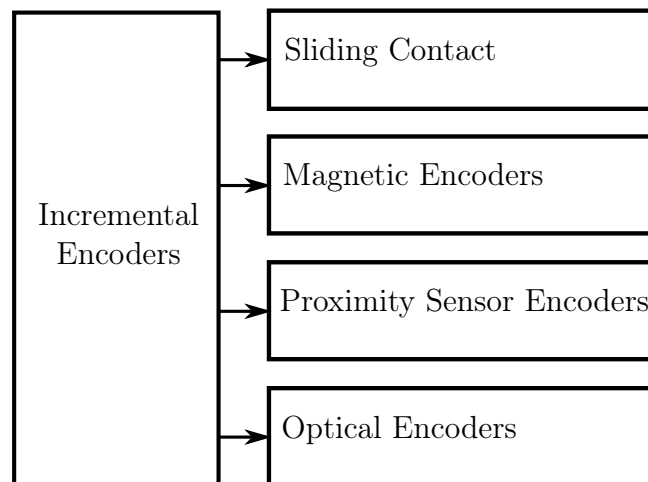 Incremental
Encoders
Sliding Contact
Magnetic Encoders
Proximity Sensor Encoders
Optical Encoders